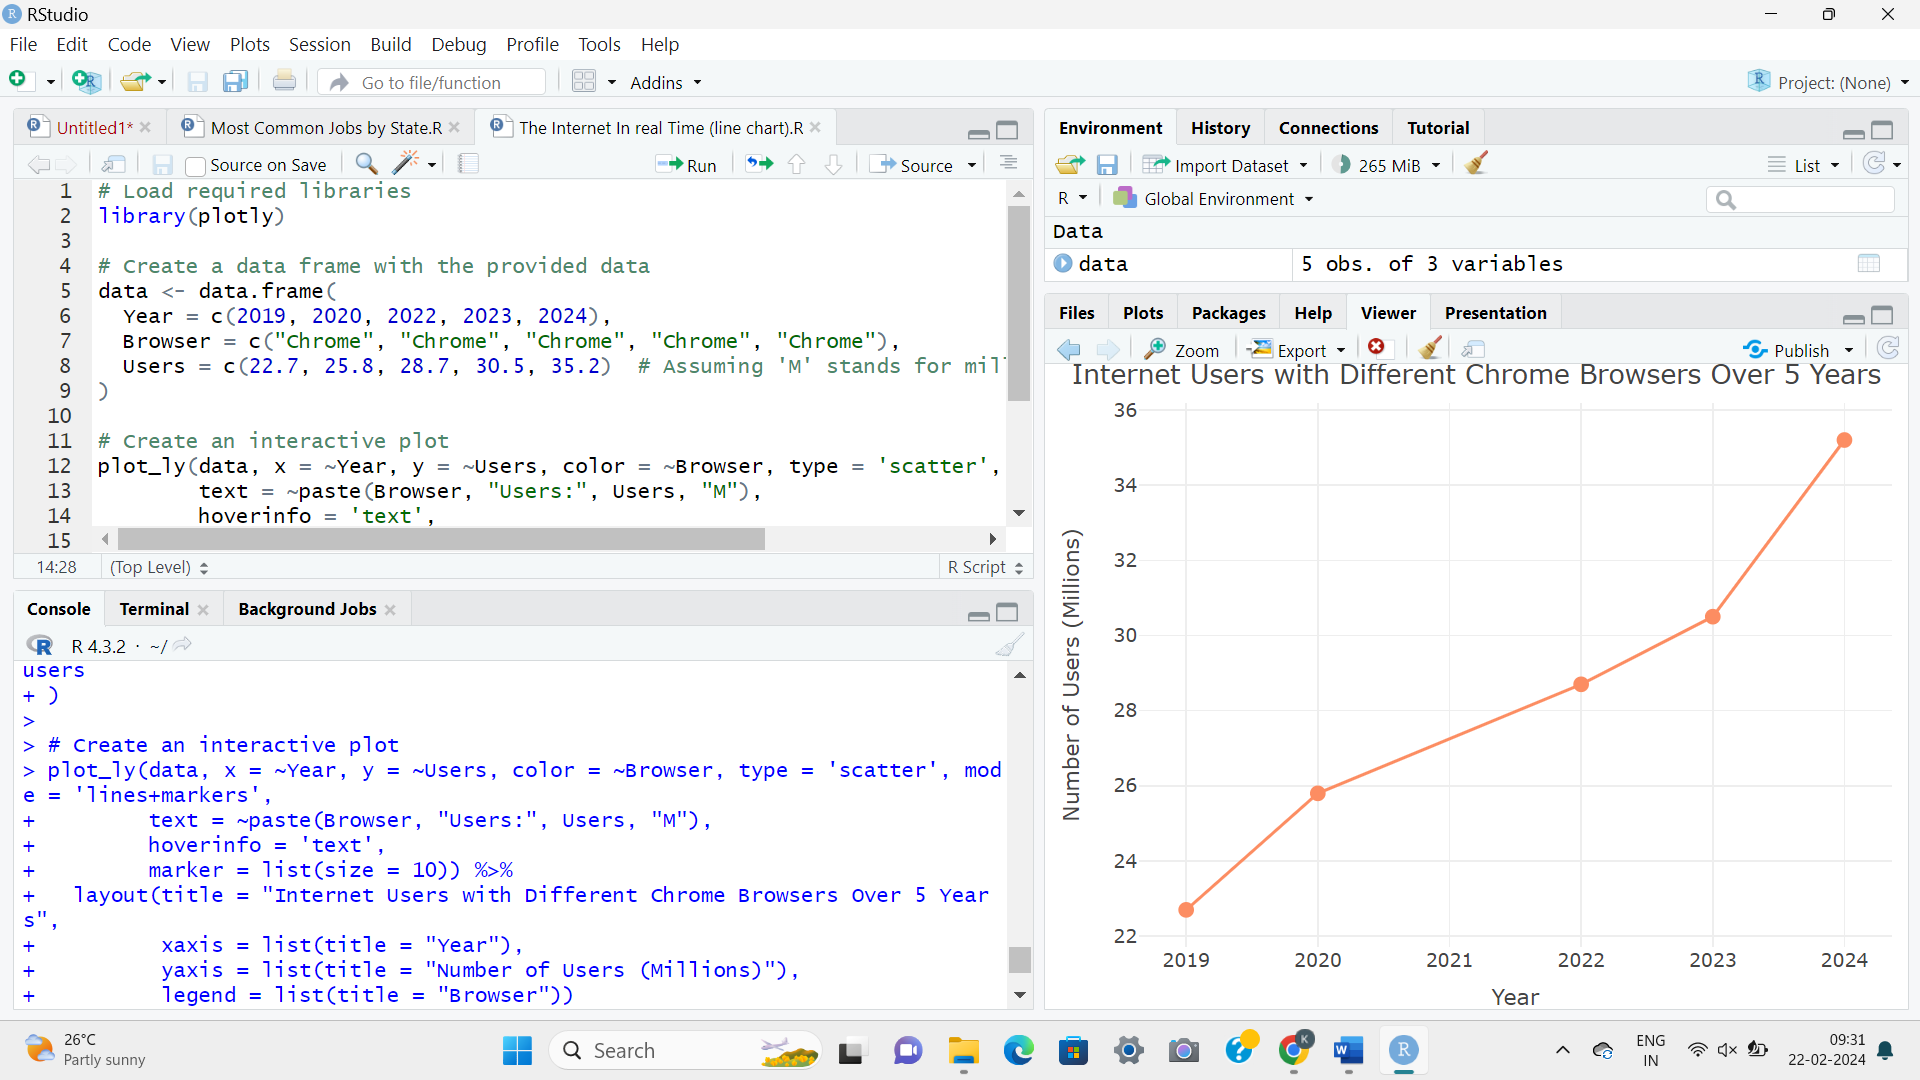 RStudio
File Edit Code View Plots Session Build Debug Profile Tools Help
Go to file/function Addins Project: (None)
Untitled1* Most Common Jobs by State.R The Internet In real Time (line chart).R
Source on Save Run Source
1 # Load required libraries
2 library(plotly)
3
4 # Create a data frame with the provided data
5 data <- data.frame(
6 Year = c(2019, 2020, 2022, 2023, 2024),
7 Browser = c("Chrome", "Chrome", "Chrome", "Chrome", "Chrome"),
8 Users = c(22.7, 25.8, 28.7, 30.5, 35.2) # Assuming 'M' stands for mil
9 )
10
11 # Create an interactive plot
12 plot_ly(data, x = ~Year, y = ~Users, color = ~Browser, type = 'scatter',
13 text = ~paste(Browser, "Users:", Users, "M"),
14 hoverinfo = 'text',
15
14:28 (Top Level) R Script
Console Terminal Background Jobs
R 4.3.2 · ~/
users
+ )
>
> # Create an interactive plot
> plot_ly(data, x = ~Year, y = ~Users, color = ~Browser, type = 'scatter', mod
e = 'lines+markers',
+ text = ~paste(Browser, "Users:", Users, "M"),
+ hoverinfo = 'text',
+ marker = list(size = 10)) %>%
+ layout(title = "Internet Users with Different Chrome Browsers Over 5 Year
s",
+ xaxis = list(title = "Year"),
+ yaxis = list(title = "Number of Users (Millions)"),
+ legend = list(title = "Browser"))
Environment History Connections Tutorial
Import Dataset 265 MiB List
R Global Environment
Data
data 5 obs. of 3 variables
Files Plots Packages Help Viewer Presentation
Zoom Export Publish
Internet Users with Different Chrome Browsers Over 5 Years
36
34
32
30
28
26
24
22
Number of Users (Millions)
2019 2020 2021 2022 2023 2024
Year
26°C
Partly sunny
Search
ENG
IN
09:31
22-02-2024